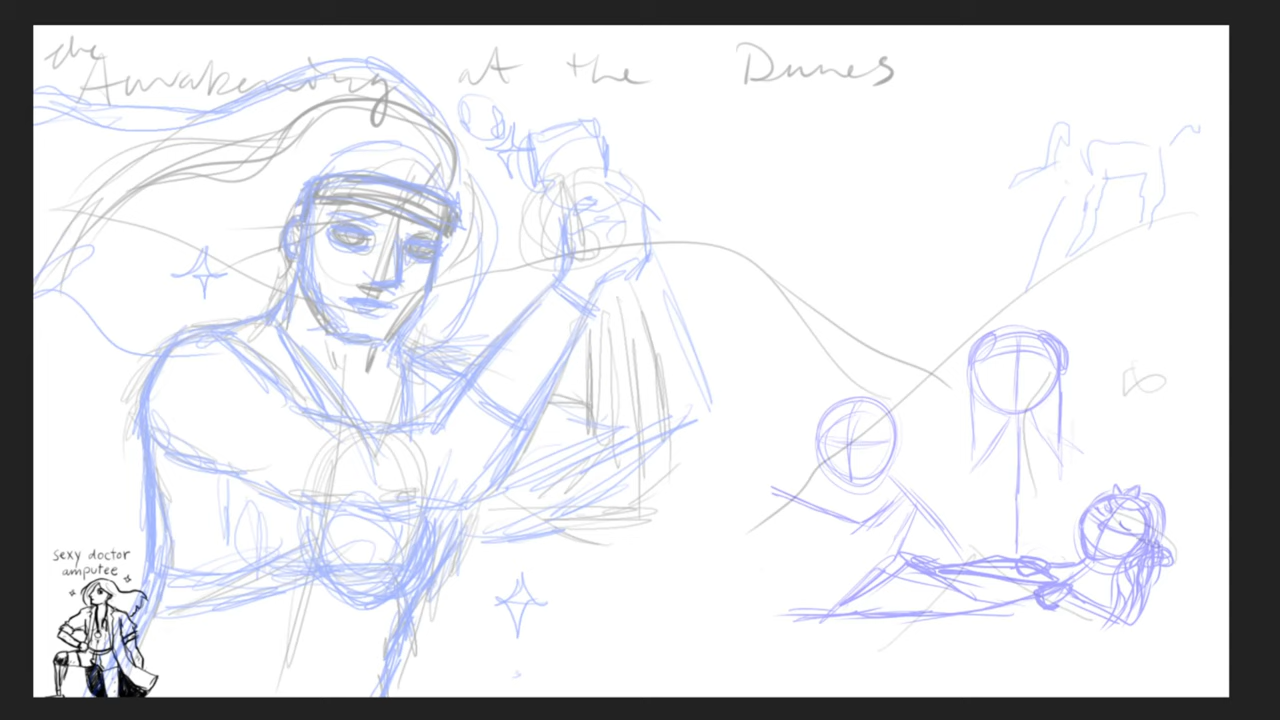 the
Awakening at the Dunes
sexy doctor
amputee